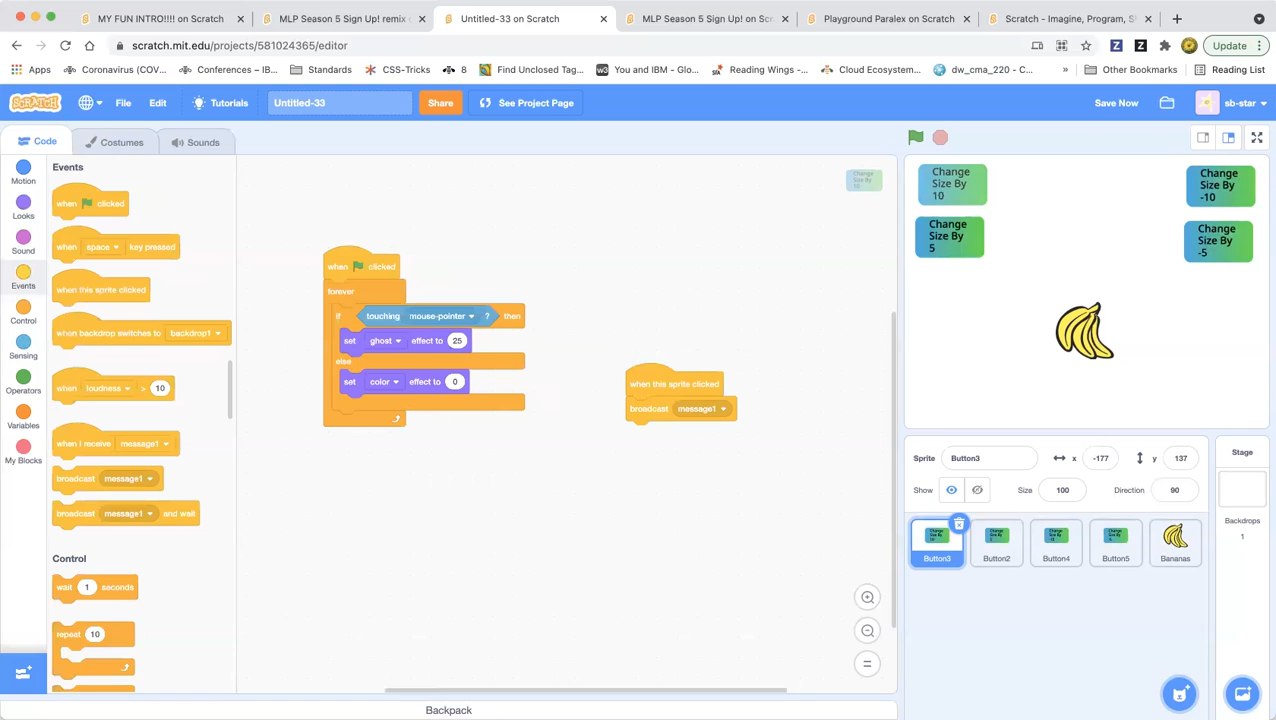 MY FUN INTRO!!!! on Scratch
MLP Season 5 Sign Up! remix
Untitled-33 on Scratch
MLP Season 5 Sign Up! on Sc
Playground Paralex on Scratch
Scratch - Imagine, Program, S
scratch.mit.edu/projects/581024365/editor
Update
Apps
Coronavirus (COV...
Conferences – IB...
Standards
CSS-Tricks
8
Find Unclosed Tag...
w3 You and IBM - Glo...
Reading Wings -...
Cloud Ecosystem...
dw_cma_220 - C...
»
Other Bookmarks
Reading List
SCRATCH
File
Edit
Tutorials
Untitled-33
Share
See Project Page
Save Now
sb-star
Code
Costumes
Sounds
Motion
Looks
Sound
Events
Control
Sensing
Operators
Variables
My Blocks
Events
when clicked
when space key pressed
when this sprite clicked
when backdrop switches to backdrop1
when loudness > 10
when I receive message1
broadcast message1
broadcast message1 and wait
Control
wait 1 seconds
repeat 10
when clicked
forever
if touching mouse-pointer ? then
set ghost effect to 25
else
set color effect to 0
when this sprite clicked
broadcast message1
Change
Size By
10
Change
Size By
10
Change
Size By
-10
Change
Size By
5
Change
Size By
-5
Sprite
Button3
x
-177
y
137
Show
Size
100
Direction
90
Button3
Button2
Button4
Button5
Bananas
Stage
Backdrops
1
Backpack